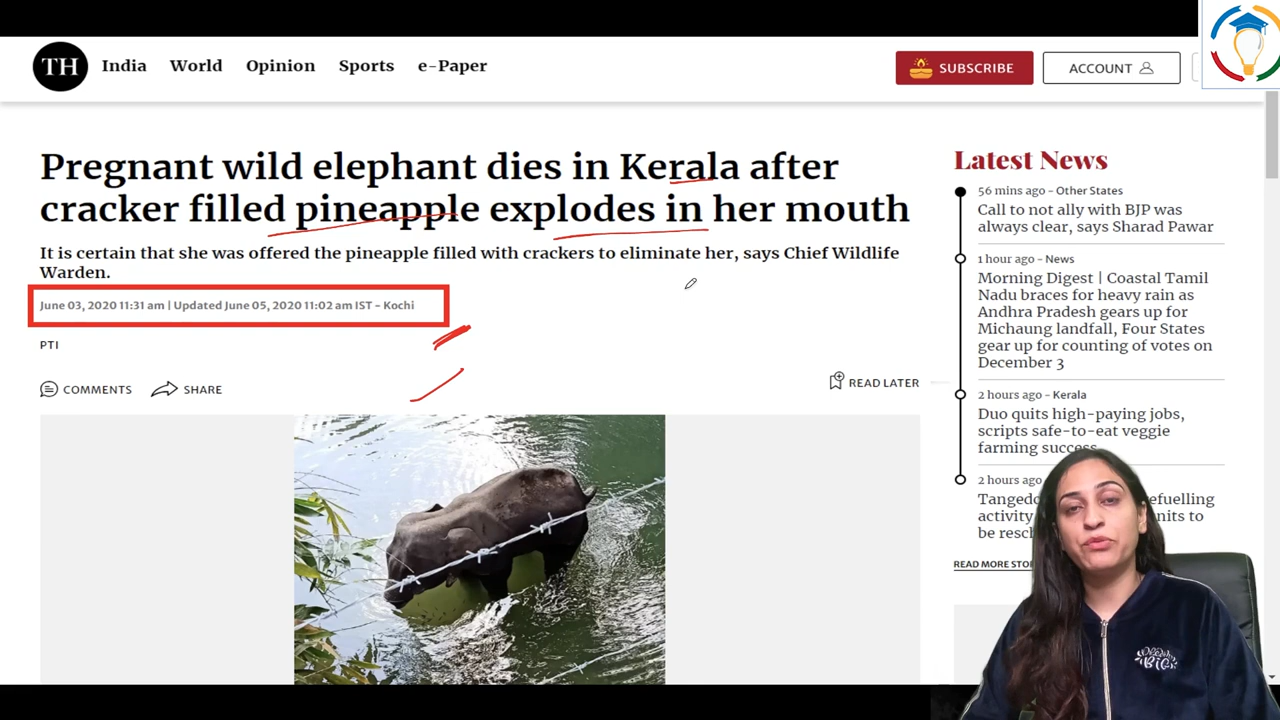 TH
India World Opinion Sports e-Paper
SUBSCRIBE
ACCOUNT
Pregnant wild elephant dies in Kerala after
cracker filled pineapple explodes in her mouth
It is certain that she was offered the pineapple filled with crackers to eliminate her, says Chief Wildlife
Warden.
June 03, 2020 11:31 am | Updated June 05, 2020 11:02 am IST - Kochi
PTI
COMMENTS SHARE
READ LATER
Latest News
56 mins ago - Other States
Call to not ally with BJP was
always clear, says Sharad Pawar
1 hour ago - News
Morning Digest | Coastal Tamil
Nadu braces for heavy rain as
Andhra Pradesh gears up for
Michaung landfall, Four States
gear up for counting of votes on
December 3
2 hours ago - Kerala
Duo quits high-paying jobs,
scripts safe-to-eat veggie
farming success
2 hours ago
refuelling
activity
to
be
READ MORE
BIG